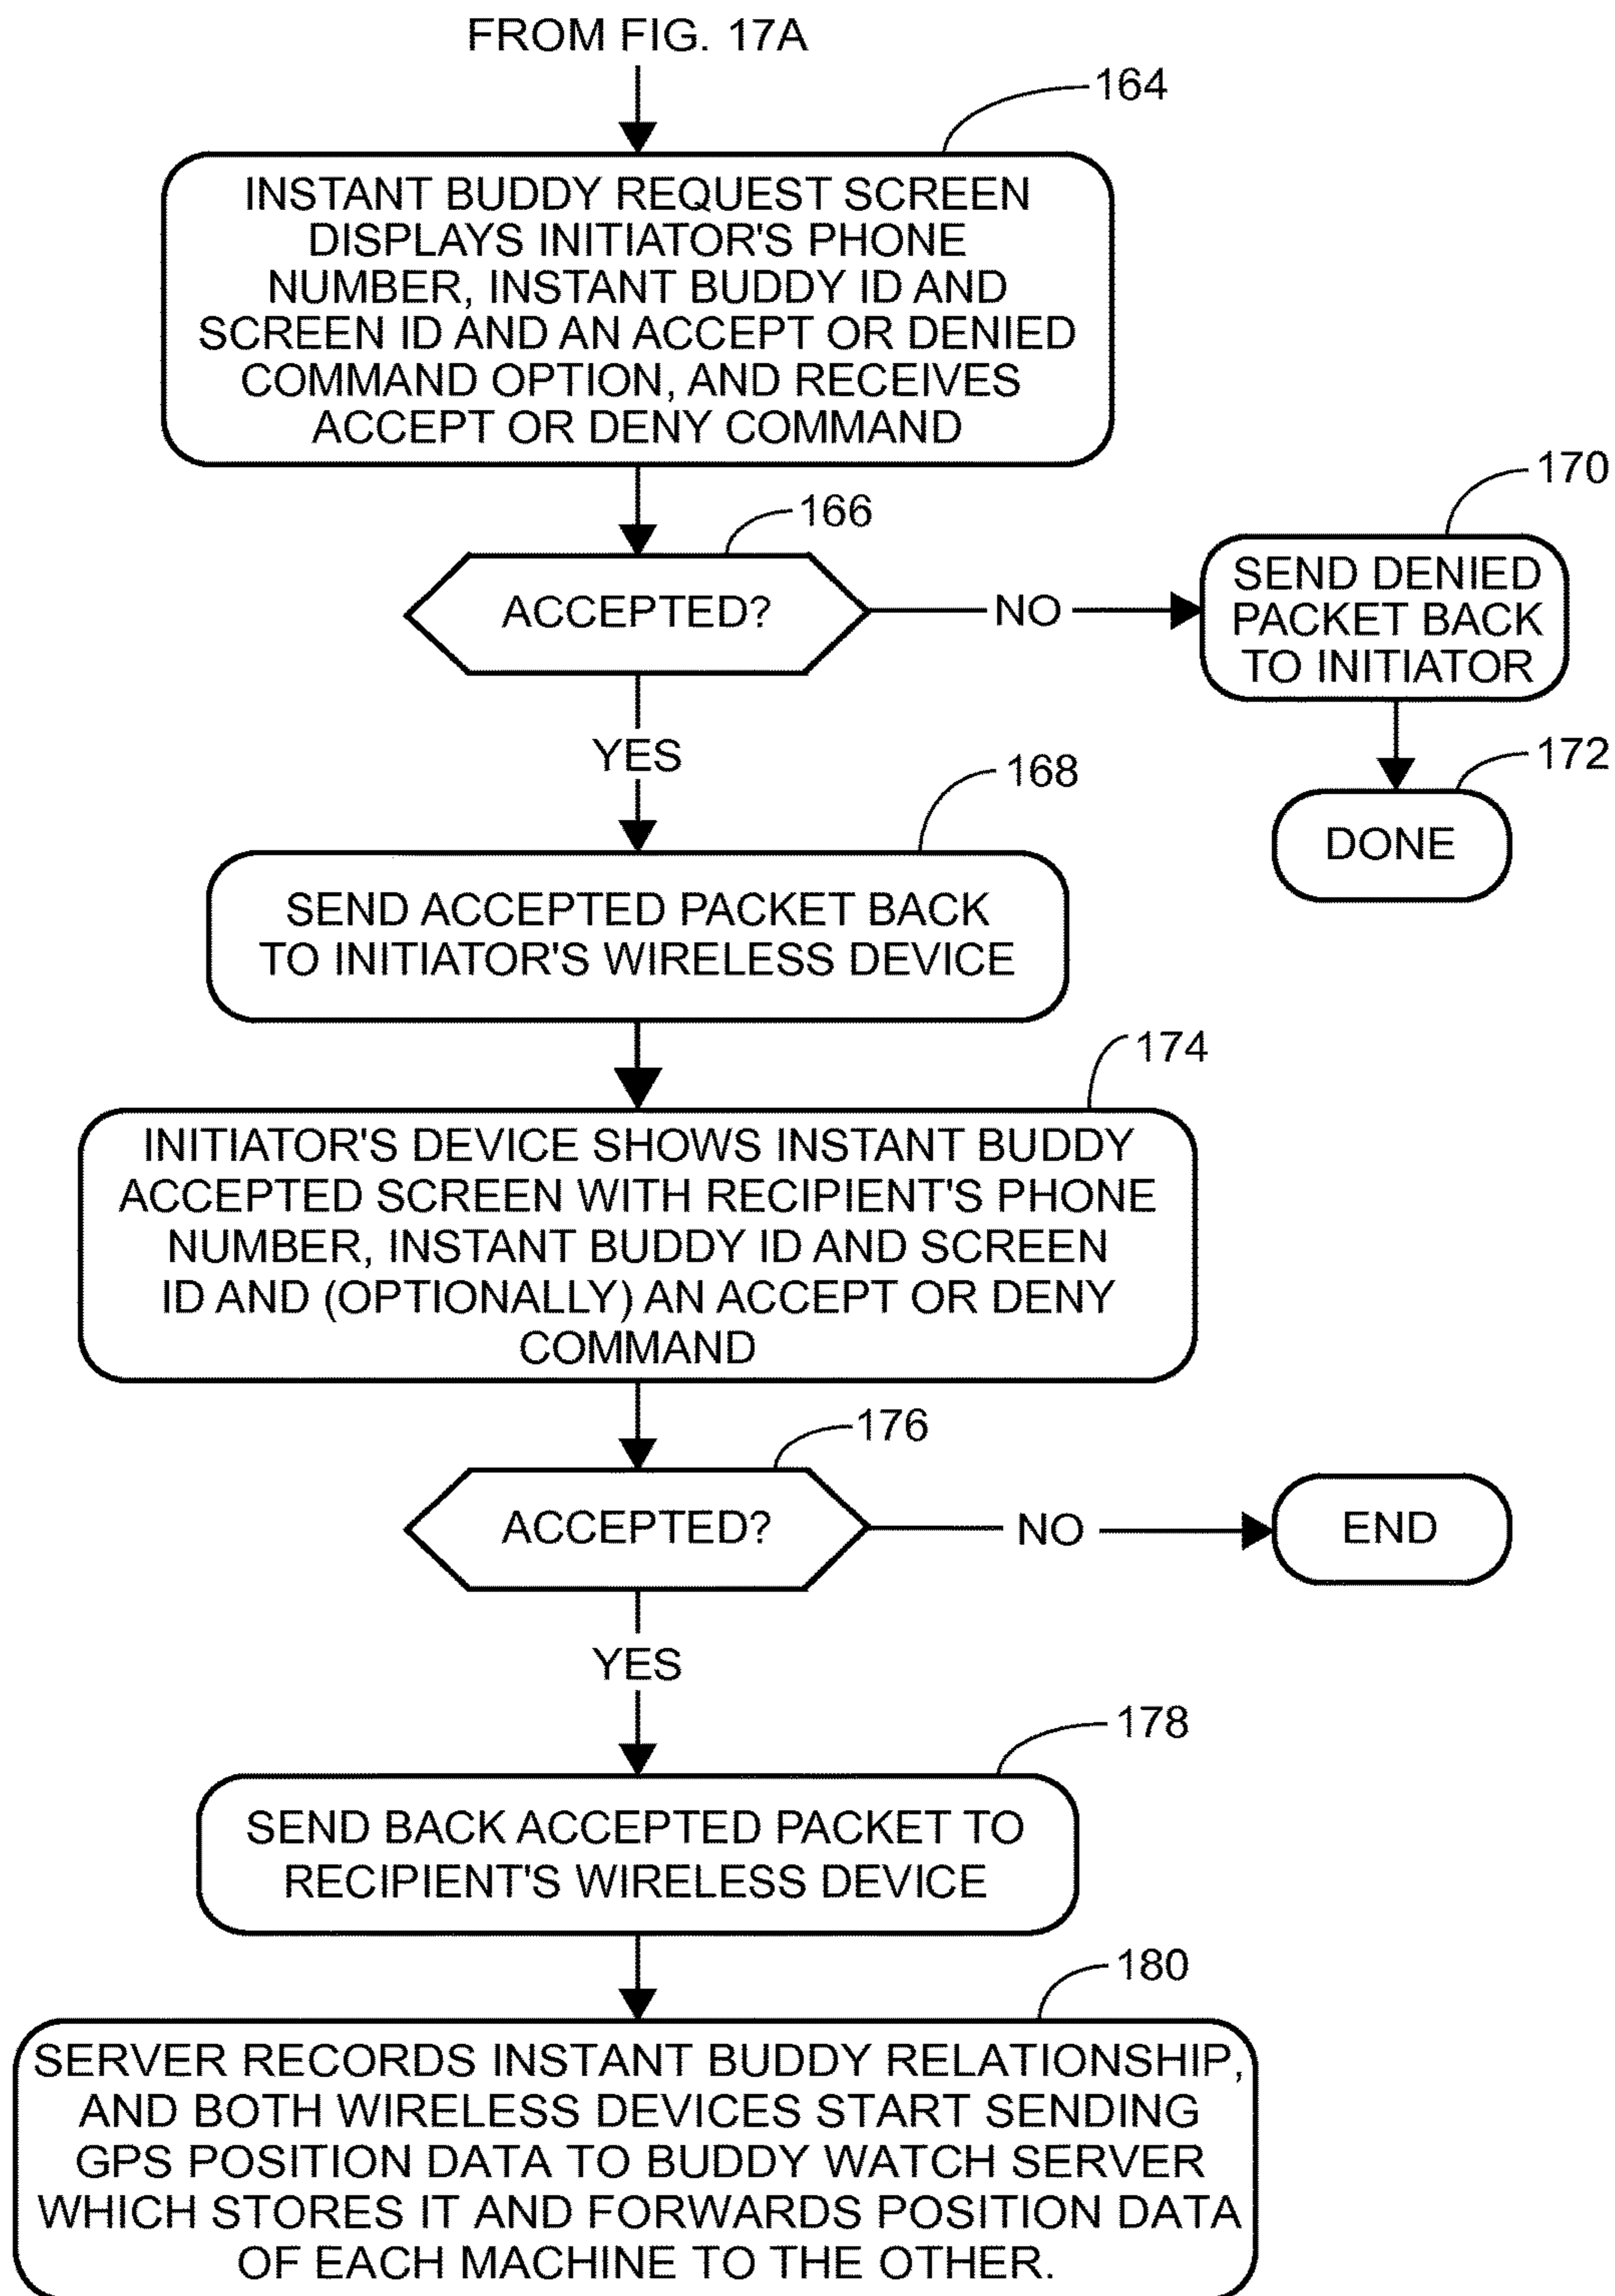 FROM FIG. 17A
164
INSTANT BUDDY REQUEST SCREEN
DISPLAYS INITIATOR'S PHONE
NUMBER, INSTANT BUDDY ID AND
SCREEN ID AND AN ACCEPT OR DENIED
COMMAND OPTION, AND RECEIVES
ACCEPT OR DENY COMMAND
166
ACCEPTED?
NO
170
SEND DENIED
PACKET BACK
TO INITIATOR
172
DONE
YES
168
SEND ACCEPTED PACKET BACK
TO INITIATOR'S WIRELESS DEVICE
174
INITIATOR'S DEVICE SHOWS INSTANT BUDDY
ACCEPTED SCREEN WITH RECIPIENT'S PHONE
NUMBER, INSTANT BUDDY ID AND SCREEN
ID AND (OPTIONALLY) AN ACCEPT OR DENY
COMMAND
176
ACCEPTED?
NO
END
YES
178
SEND BACK ACCEPTED PACKET TO
RECIPIENT'S WIRELESS DEVICE
180
SERVER RECORDS INSTANT BUDDY RELATIONSHIP,
AND BOTH WIRELESS DEVICES START SENDING
GPS POSITION DATA TO BUDDY WATCH SERVER
WHICH STORES IT AND FORWARDS POSITION DATA
OF EACH MACHINE TO THE OTHER.